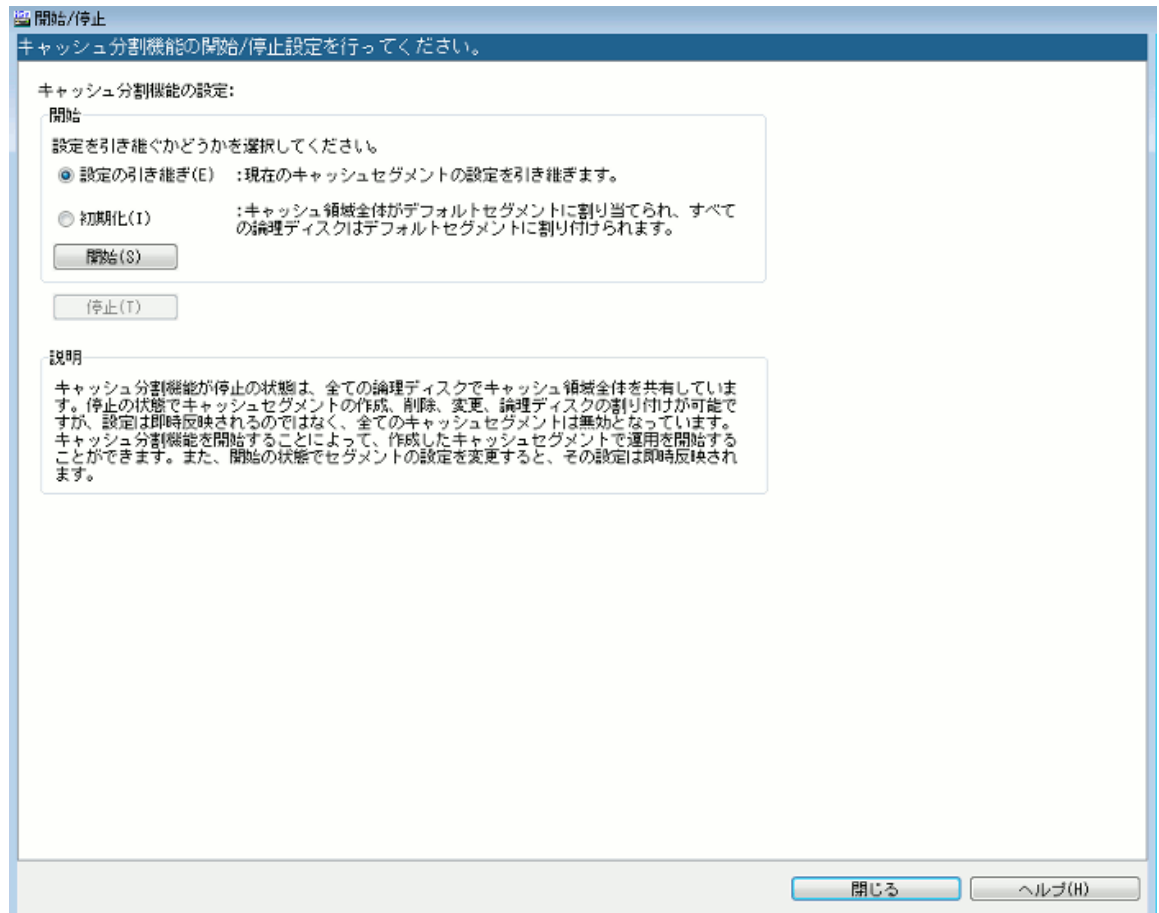 開始/停止
キャッシュ分割機能の開始/停止設定を行ってください。
キャッシュ分割機能の設定:
開始
設定を引き継ぐかどうかを選択してください。
設定の引き継ぎ(E) :現在のキャッシュセグメントの設定を引き継ぎます。
初期化(I) :キャッシュ領域全体がデフォルトセグメントに割り当てられ、すべて
の論理ディスクはデフォルトセグメントに割り付けられます。
開始(S)
停止(T)
説明
キャッシュ分割機能が停止の状態は、全ての論理ディスクでキャッシュ領域全体を共有していま
す。停止の状態でキャッシュセグメントの作成、削除、変更、論理ディスクの割り付けが可能で
すが、設定は即時反映されるのではなく、全てのキャッシュセグメントは無効となっています。
キャッシュ分割機能を開始することによって、作成したキャッシュセグメントで運用を開始する
ことができます。また、開始の状態でセグメントの設定を変更すると、その設定は即時反映され
ます。
閉じる ヘルプ(H)